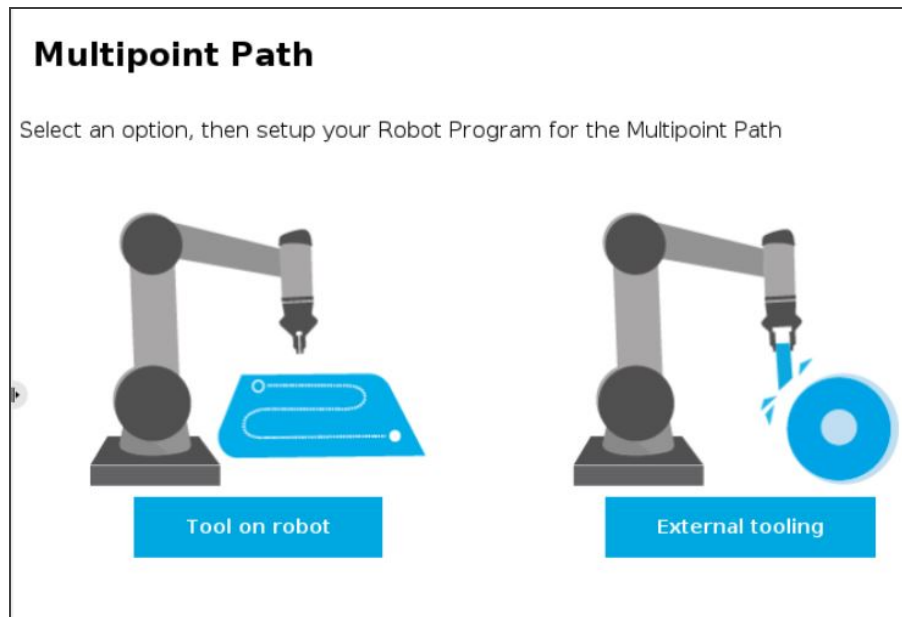 Multipoint Path
Select an option, then setup your Robot Program for the Multipoint Path
Tool on robot
External tooling